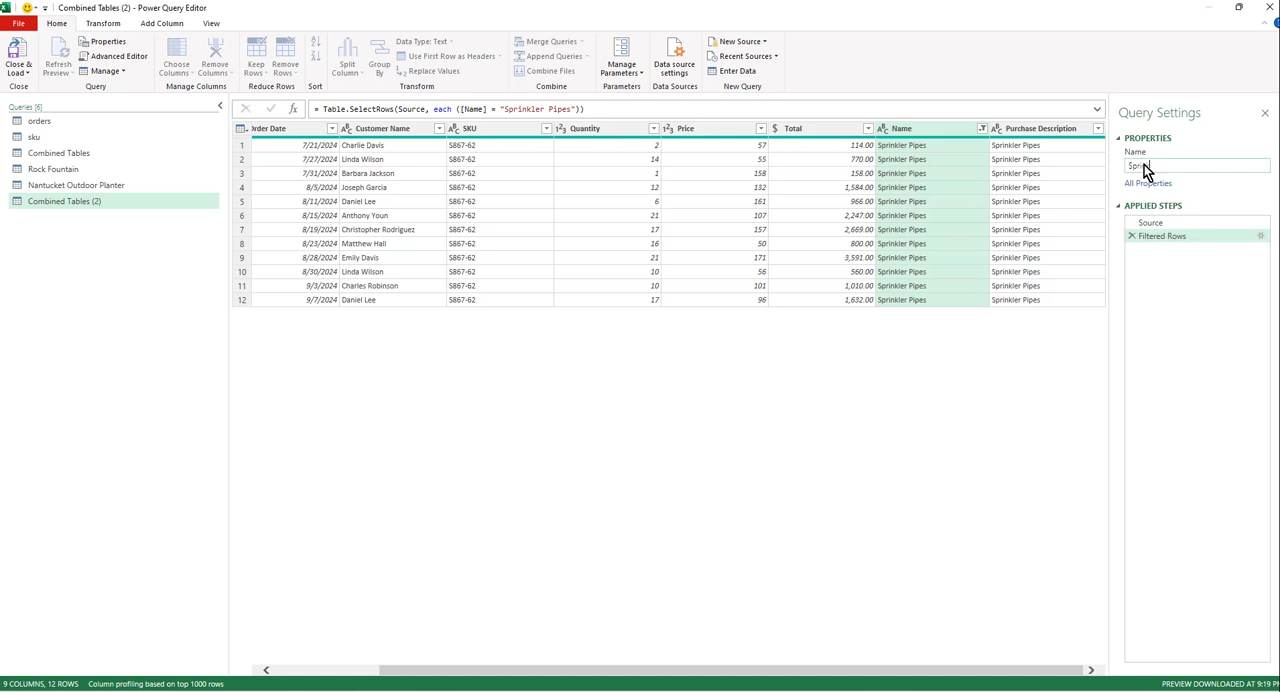 Combined Tables (2) - Power Query Editor
File Home Transform Add Column View
Close & Load
Refresh Preview
Properties
Advanced Editor
Manage
Choose Columns
Remove Columns
Keep Rows
Remove Rows
Split Column
Group By
Data Type: Text
Use First Row as Headers
Replace Values
Merge Queries
Append Queries
Combine Files
Manage Parameters
Data source settings
New Source
Recent Sources
Enter Data
Close Query Manage Columns Reduce Rows Sort Transform Combine Parameters Data Sources New Query
Queries [6]
orders
sku
Combined Tables
Rock Fountain
Nantucket Outdoor Planter
Combined Tables (2)
= Table.SelectRows(Source, each ([Name] = "Sprinkler Pipes"))
rder Date Customer Name SKU Quantity Price Total Name Purchase Description
1 7/21/2024 Charlie Davis S867-62 2 57 114.00 Sprinkler Pipes Sprinkler Pipes
2 7/27/2024 Linda Wilson S867-62 14 55 770.00 Sprinkler Pipes Sprinkler Pipes
3 7/31/2024 Barbara Jackson S867-62 1 158 158.00 Sprinkler Pipes Sprinkler Pipes
4 8/5/2024 Joseph Garcia S867-62 12 132 1,584.00 Sprinkler Pipes Sprinkler Pipes
5 8/11/2024 Daniel Lee S867-62 6 161 966.00 Sprinkler Pipes Sprinkler Pipes
6 8/15/2024 Anthony Youn S867-62 21 107 2,247.00 Sprinkler Pipes Sprinkler Pipes
7 8/19/2024 Christopher Rodriguez S867-62 17 157 2,669.00 Sprinkler Pipes Sprinkler Pipes
8 8/23/2024 Matthew Hall S867-62 16 50 800.00 Sprinkler Pipes Sprinkler Pipes
9 8/28/2024 Emily Davis S867-62 21 171 3,591.00 Sprinkler Pipes Sprinkler Pipes
10 8/30/2024 Linda Wilson S867-62 10 56 560.00 Sprinkler Pipes Sprinkler Pipes
11 9/3/2024 Charles Robinson S867-62 10 101 1,010.00 Sprinkler Pipes Sprinkler Pipes
12 9/7/2024 Daniel Lee S867-62 17 96 1,632.00 Sprinkler Pipes Sprinkler Pipes
Query Settings
PROPERTIES
Name
All Properties
APPLIED STEPS
Source
Filtered Rows
9 COLUMNS, 12 ROWS Column profiling based on top 1000 rows
PREVIEW DOWNLOADED AT 9:19 PM